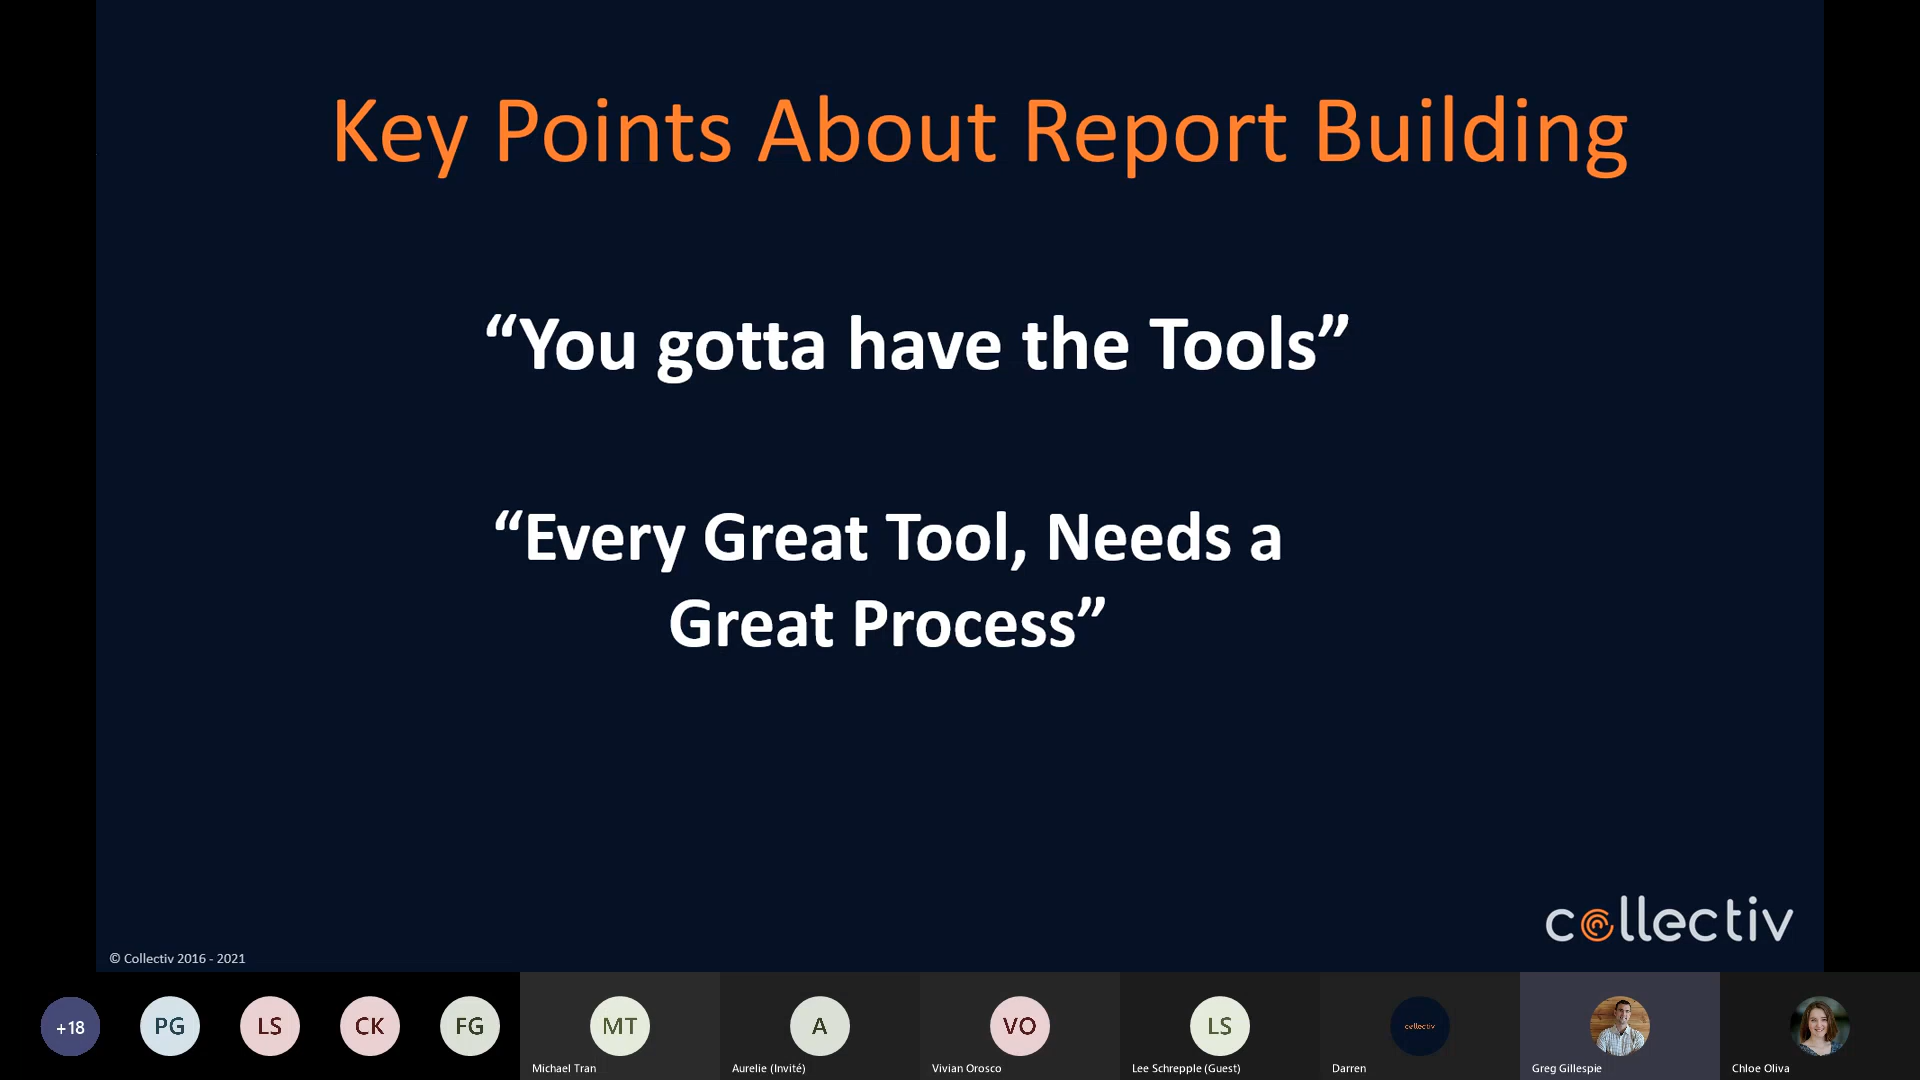 Key Points About Report Building
“You gotta have the Tools”
“Every Great Tool, Needs a
Great Process”
collectiv
© Collectiv 2016 - 2021
+18
PG
LS
CK
FG
MT
A
VO
LS
collectiv
Michael Tran
Aurelie (Invité)
Vivian Orosco
Lee Schrepple (Guest)
Darren
Greg Gillespie
Chloe Oliva